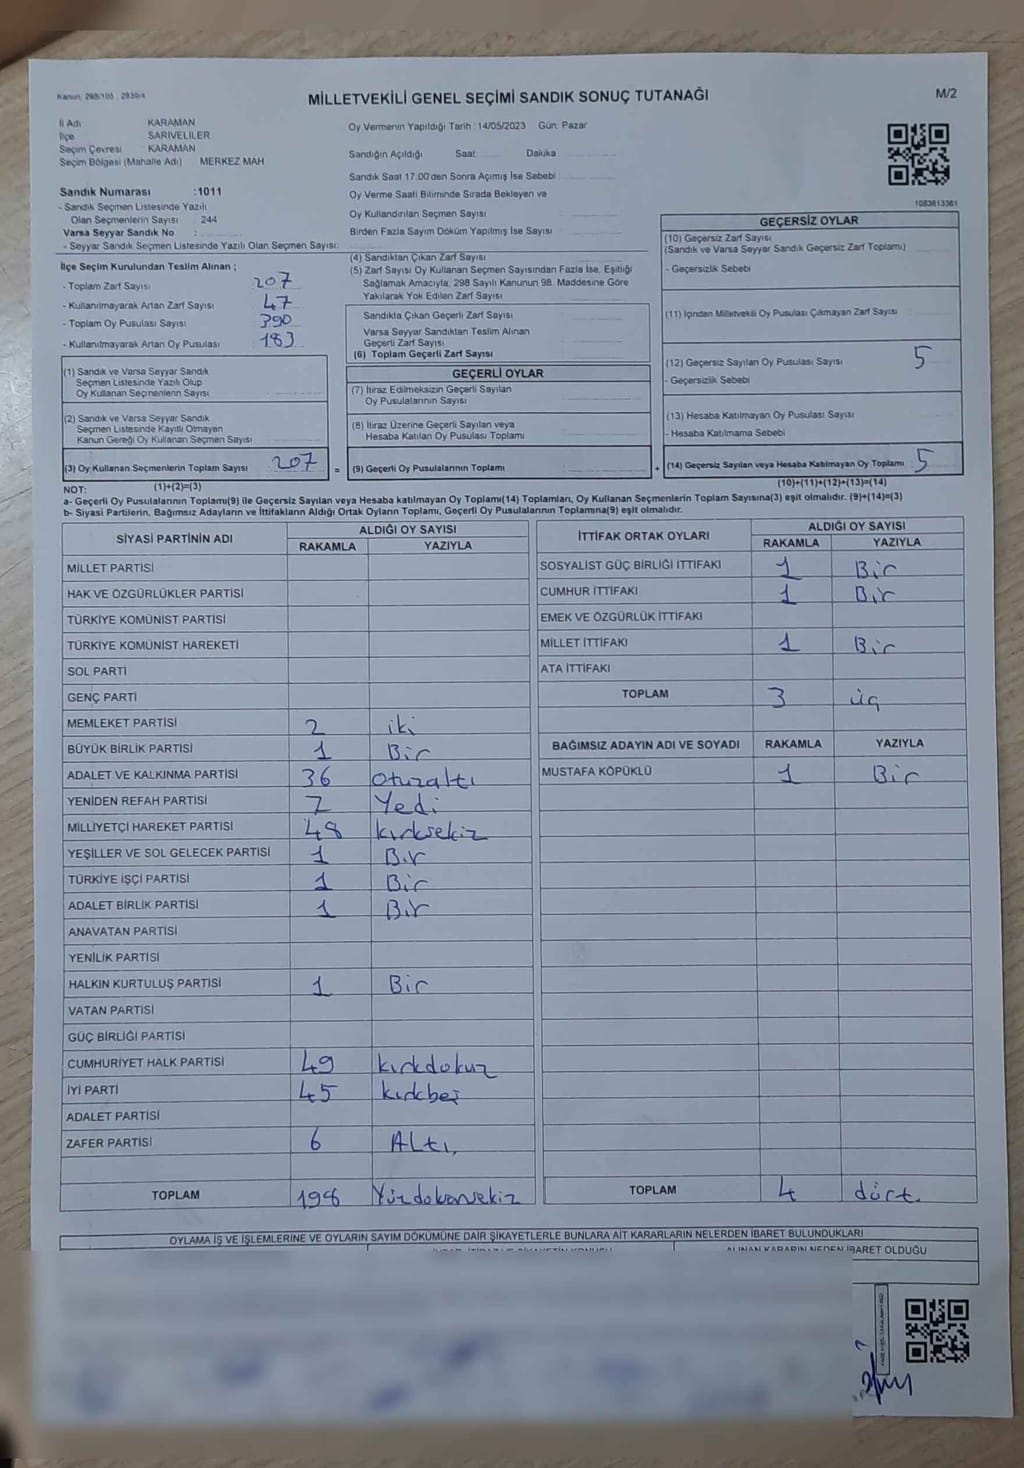 Kanun: 298/105 , 2839/4
MİLLETVEKİLİ GENEL SEÇİMİ SANDIK SONUÇ TUTANAĞI
M/2
İl Adı KARAMAN
İlçe SARIVELİLER
Seçim Çevresi KARAMAN
Seçim Bölgesi (Mahalle Adı) MERKEZ MAH
Sandık Numarası :1011
- Sandık Seçmen Listesinde Yazılı
Olan Seçmenlerin Sayısı 244
Varsa Seyyar Sandık No :
- Seyyar Sandık Seçmen Listesinde Yazılı Olan Seçmen Sayısı:
Oy Vermenin Yapıldığı Tarih : 14/05/2023 Gün: Pazar
Sandığın Açıldığı Saat: Dakika
Sandık Saat 17:00'den Sonra Açımış İse Sebebi
Oy Verme Saati Bitiminde Sırada Bekleyen ve
Oy Kullandırılan Seçmen Sayısı
Birden Fazla Sayım Döküm Yapılmış İse Sayısı
1083613361
İlçe Seçim Kurulundan Teslim Alınan ;
- Toplam Zarf Sayısı 207
- Kullanılmayarak Artan Zarf Sayısı 47
- Toplam Oy Pusulası Sayısı 390
- Kullanılmayarak Artan Oy Pusulası 183
(1) Sandık ve Varsa Seyyar Sandık
Seçmen Listesinde Yazılı Olup
Oy Kullanan Seçmenlerin Sayısı
(2) Sandık ve Varsa Seyyar Sandık
Seçmen Listesinde Kayıtlı Olmayan
Kanun Gereği Oy Kullanan Seçmen Sayısı
(3) Oy Kullanan Seçmenlerin Toplam Sayısı 207 =
(4) Sandıktan Çıkan Zarf Sayısı
(5) Zarf Sayısı Oy Kullanan Seçmen Sayısından Fazla İse, Eşitliği
Sağlamak Amacıyla, 298 Sayılı Kanunun 98. Maddesine Göre
Yakılarak Yok Edilen Zarf Sayısı
Sandıkta Çıkan Geçerli Zarf Sayısı
Varsa Seyyar Sandıktan Teslim Alınan
Geçerli Zarf Sayısı
(6) Toplam Geçerli Zarf Sayısı
GEÇERLİ OYLAR
(7) İtiraz Edilmeksizin Geçerli Sayılan
Oy Pusulalarının Sayısı
(8) İtiraz Üzerine Geçerli Sayılan veya
Hesaba Katılan Oy Pusulası Toplamı
(9) Geçerli Oy Pusulalarının Toplamı +
GEÇERSİZ OYLAR
(10) Geçersiz Zarf Sayısı
(Sandık ve Varsa Seyyar Sandık Geçersiz Zarf Toplamı)
- Geçersizlik Sebebi
(11) İçinden Milletvekili Oy Pusulası Çıkmayan Zarf Sayısı
(12) Geçersiz Sayılan Oy Pusulası Sayısı 5
- Geçersizlik Sebebi
(13) Hesaba Katılmayan Oy Pusulası Sayısı
- Hesaba Katılmama Sebebi
(14) Geçersiz Sayılan veya Hesaba Katılmayan Oy Toplamı 5
NOT: (1)+(2)=(3) (10)+(11)+(12)+(13)=(14)
a- Geçerli Oy Pusulalarının Toplamı(9) ile Geçersiz Sayılan veya Hesaba katılmayan Oy Toplamı(14) Toplamları, Oy Kullanan Seçmenlerin Toplam Sayısına(3) eşit olmalıdır. (9)+(14)=(3)
b- Siyasi Partilerin, Bağımsız Adayların ve İttifakların Aldığı Ortak Oyların Toplamı, Geçerli Oy Pusulalarının Toplamına(9) eşit olmalıdır.
SİYASİ PARTİNİN ADI ALDIĞI OY SAYISI
RAKAMLA YAZIYLA
MİLLET PARTİSİ
HAK VE ÖZGÜRLÜKLER PARTİSİ
TÜRKİYE KOMÜNİST PARTİSİ
TÜRKİYE KOMÜNİST HAREKETİ
SOL PARTİ
GENÇ PARTİ
MEMLEKET PARTİSİ 2 iki
BÜYÜK BİRLİK PARTİSİ 1 Bir
ADALET VE KALKINMA PARTİSİ 36 otuzaltı
YENİDEN REFAH PARTİSİ 7 Yedi
MİLLİYETÇİ HAREKET PARTİSİ 48 kırksekiz
YEŞİLLER VE SOL GELECEK PARTİSİ 1 Bir
TÜRKİYE İŞÇİ PARTİSİ 1 Bir
ADALET BİRLİK PARTİSİ 1 Bir
ANAVATAN PARTİSİ
YENİLİK PARTİSİ
HALKIN KURTULUŞ PARTİSİ 1 Bir
VATAN PARTİSİ
GÜÇ BİRLİĞİ PARTİSİ
CUMHURİYET HALK PARTİSİ 49 kırkdokuz
İYİ PARTİ 45 kırkbeş
ADALET PARTİSİ
ZAFER PARTİSİ 6 Altı.
TOPLAM 198 Yüzdoksansekiz
İTTİFAK ORTAK OYLARI ALDIĞI OY SAYISI
RAKAMLA YAZIYLA
SOSYALİST GÜÇ BİRLİĞİ İTTİFAKI 1 Bir
CUMHUR İTTİFAKI 1 Bir
EMEK VE ÖZGÜRLÜK İTTİFAKI
MİLLET İTTİFAKI 1 Bir
ATA İTTİFAKI
TOPLAM 3 üç
BAĞIMSIZ ADAYIN ADI VE SOYADI RAKAMLA YAZIYLA
MUSTAFA KÖPÜKLÜ 1 Bir
TOPLAM 4 dört.
OYLAMA İŞ VE İŞLEMLERİNE VE OYLARIN SAYIM DÖKÜMÜNE DAİR ŞİKAYETLERLE BUNLARA AİT KARARLARIN NELERDEN İBARET BULUNDUKLARI
ALINAN KARARIN NEDEN İBARET OLDUĞU